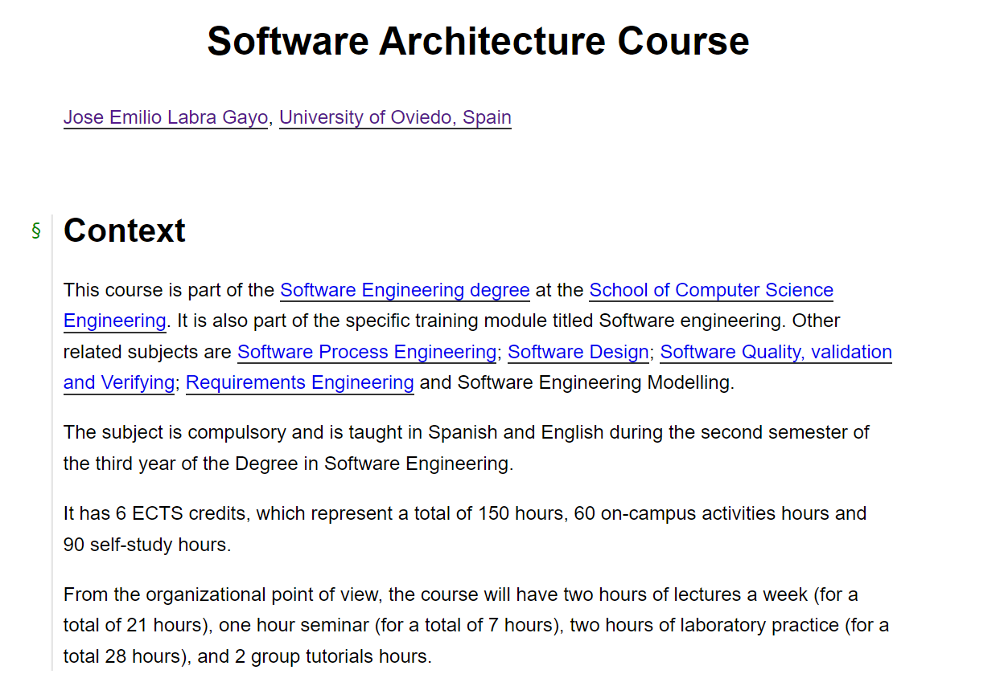 Software Architecture Course
Jose Emilio Labra Gayo, University of Oviedo, Spain
§ Context
This course is part of the Software Engineering degree at the School of Computer Science
Engineering. It is also part of the specific training module titled Software engineering. Other
related subjects are Software Process Engineering; Software Design; Software Quality, validation
and Verifying; Requirements Engineering and Software Engineering Modelling.
The subject is compulsory and is taught in Spanish and English during the second semester of
the third year of the Degree in Software Engineering.
It has 6 ECTS credits, which represent a total of 150 hours, 60 on-campus activities hours and
90 self-study hours.
From the organizational point of view, the course will have two hours of lectures a week (for a
total of 21 hours), one hour seminar (for a total of 7 hours), two hours of laboratory practice (for a
total 28 hours), and 2 group tutorials hours.